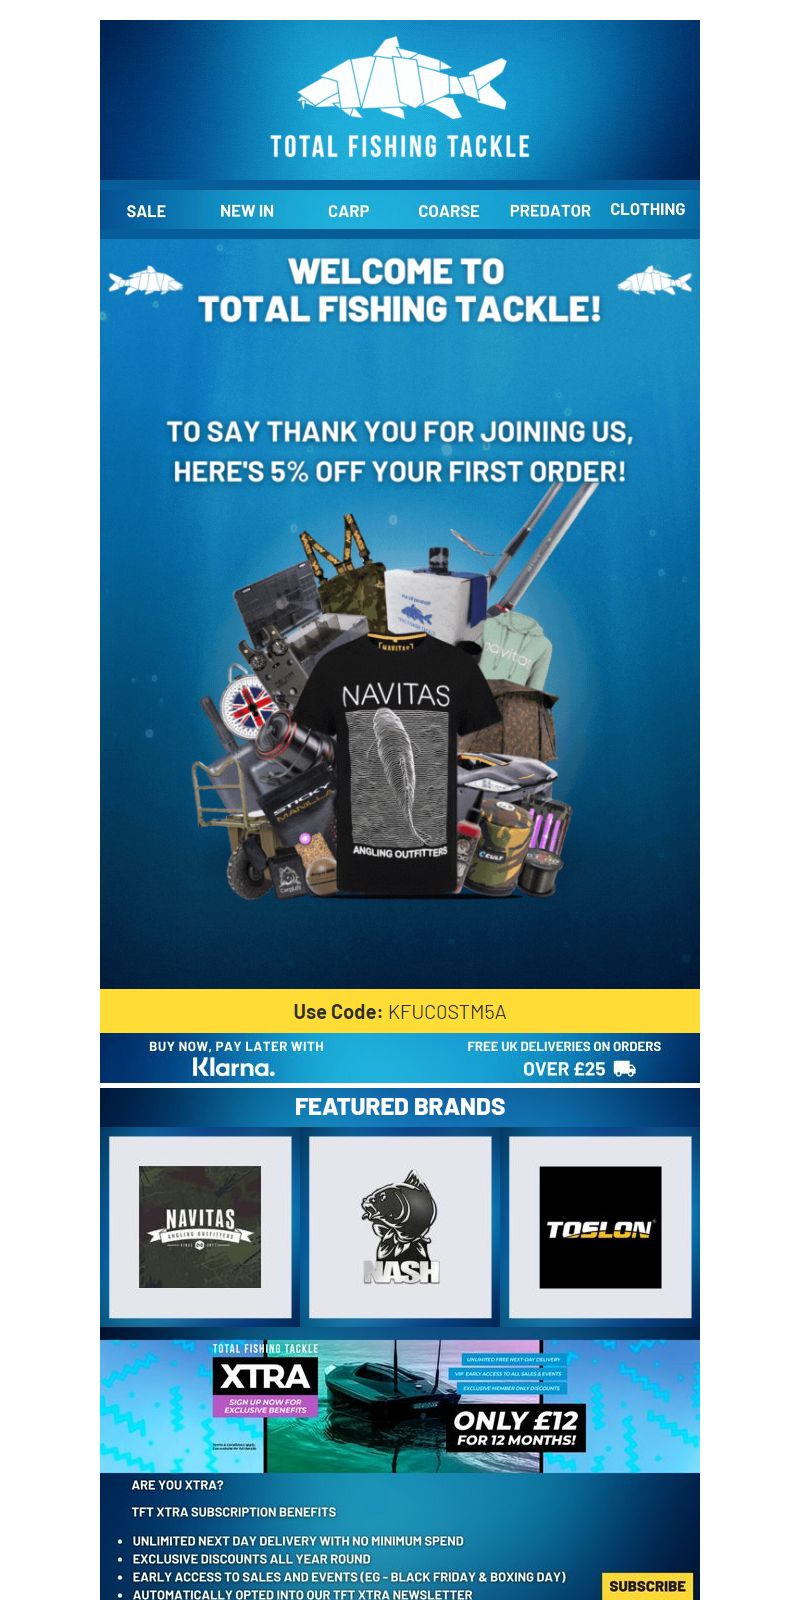 TOTAL FISHING TACKLE
SALE
NEW IN
CARP
COARSE
PREDATOR
CLOTHING
WELCOME TO
TOTAL FISHING TACKLE!
TO SAY THANK YOU FOR JOINING US,
HERE'S 5% OFF YOUR FIRST ORDER!
NAVITAS
navitas
NAVITAS
STICKY
MANILLA
ANGLING OUTFITTERS
CULT
Use Code: KFUC0STM5A
BUY NOW, PAY LATER WITH
Klarna.
FREE UK DELIVERIES ON ORDERS
OVER £25
FEATURED BRANDS
NAVITAS
ANGLING OUTFITTERS
NASH
TOSLON
TOTAL FISHING TACKLE
XTRA
SIGN UP NOW FOR
EXCLUSIVE BENEFITS
UNLIMITED FREE NEXT-DAY DELIVERY
VIP EARLY ACCESS TO ALL SALES & EVENTS
EXCLUSIVE MEMBER ONLY DISCOUNTS
ONLY £12
FOR 12 MONTHS!
ARE YOU XTRA?
TFT XTRA SUBSCRIPTION BENEFITS
• UNLIMITED NEXT DAY DELIVERY WITH NO MINIMUM SPEND
• EXCLUSIVE DISCOUNTS ALL YEAR ROUND
• EARLY ACCESS TO SALES AND EVENTS (EG - BLACK FRIDAY & BOXING DAY)
• AUTOMATICALLY OPTED INTO OUR TFT XTRA NEWSLETTER
SUBSCRIBE